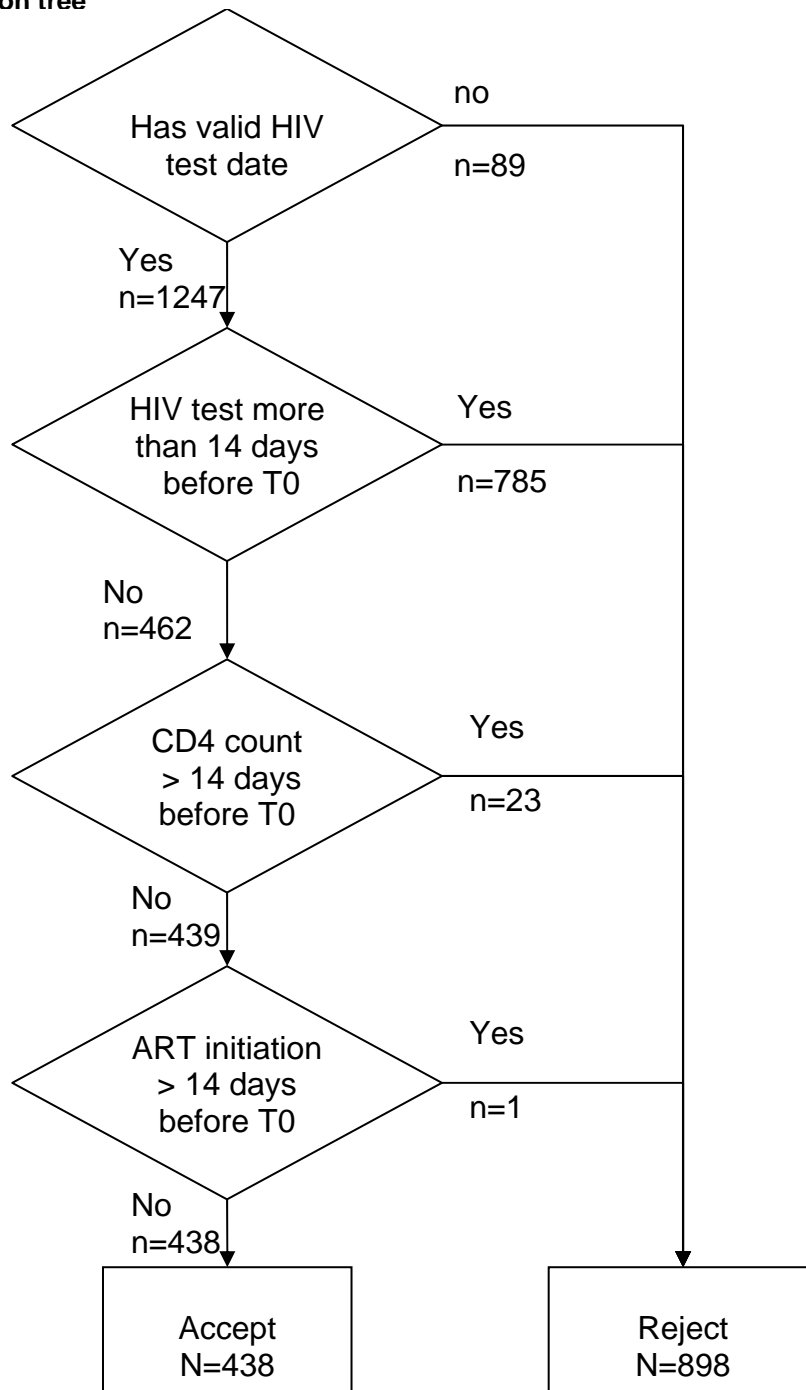 on tree
Has valid HIV
test date
no
n=89
Yes
n=1247
HIV test more
than 14 days
before T0
Yes
n=785
No
n=462
CD4 count
> 14 days
before T0
Yes
n=23
No
n=439
ART initiation
> 14 days
before T0
Yes
n=1
No
n=438
Accept
N=438
Reject
N=898